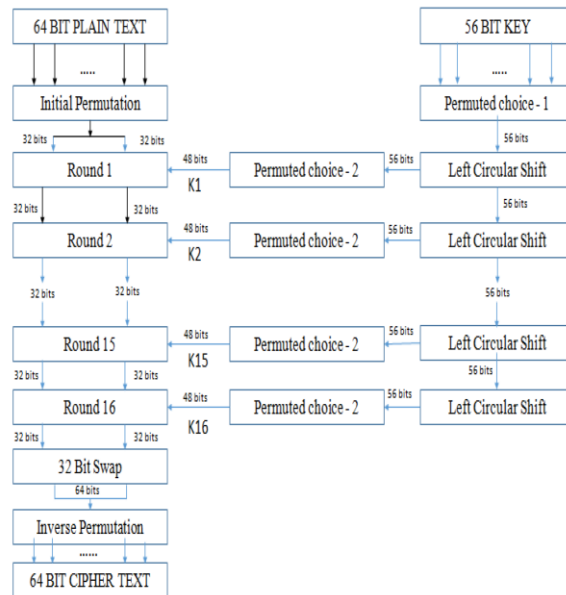 64 BIT PLAIN TEXT
56 BIT KEY
.....
.....
Initial Permutation
Permuted choice - 1
32 bits
32 bits
56 bits
Round 1
48 bits
K1
Permuted choice - 2
56 bits
Left Circular Shift
32 bits
32 bits
56 bits
Round 2
48 bits
K2
Permuted choice - 2
56 bits
Left Circular Shift
32 bits
32 bits
56 bits
Round 15
48 bits
K15
Permuted choice - 2
56 bits
Left Circular Shift
32 bits
32 bits
56 bits
Round 16
48 bits
K16
Permuted choice - 2
56 bits
Left Circular Shift
32 bits
32 bits
32 Bit Swap
64 bits
Inverse Permutation
......
64 BIT CIPHER TEXT